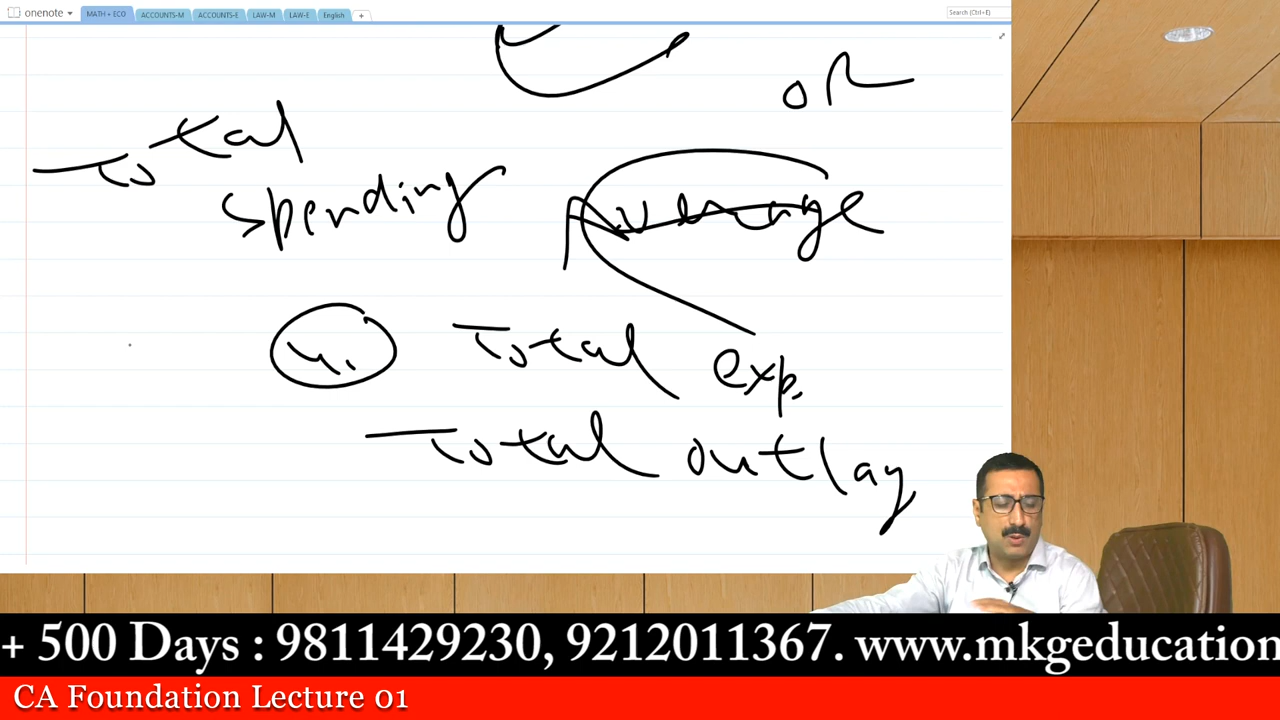 onenote MATH + ECO ACCOUNTS-M ACCOUNTS-E LAW-M LAW-E English + Search (Ctrl+E)
or
Total
spending
Average
4. Total exp.
Total outlay
+ 500 Days : 9811429230, 9212011367. www.mkgeducation
CA Foundation Lecture 01